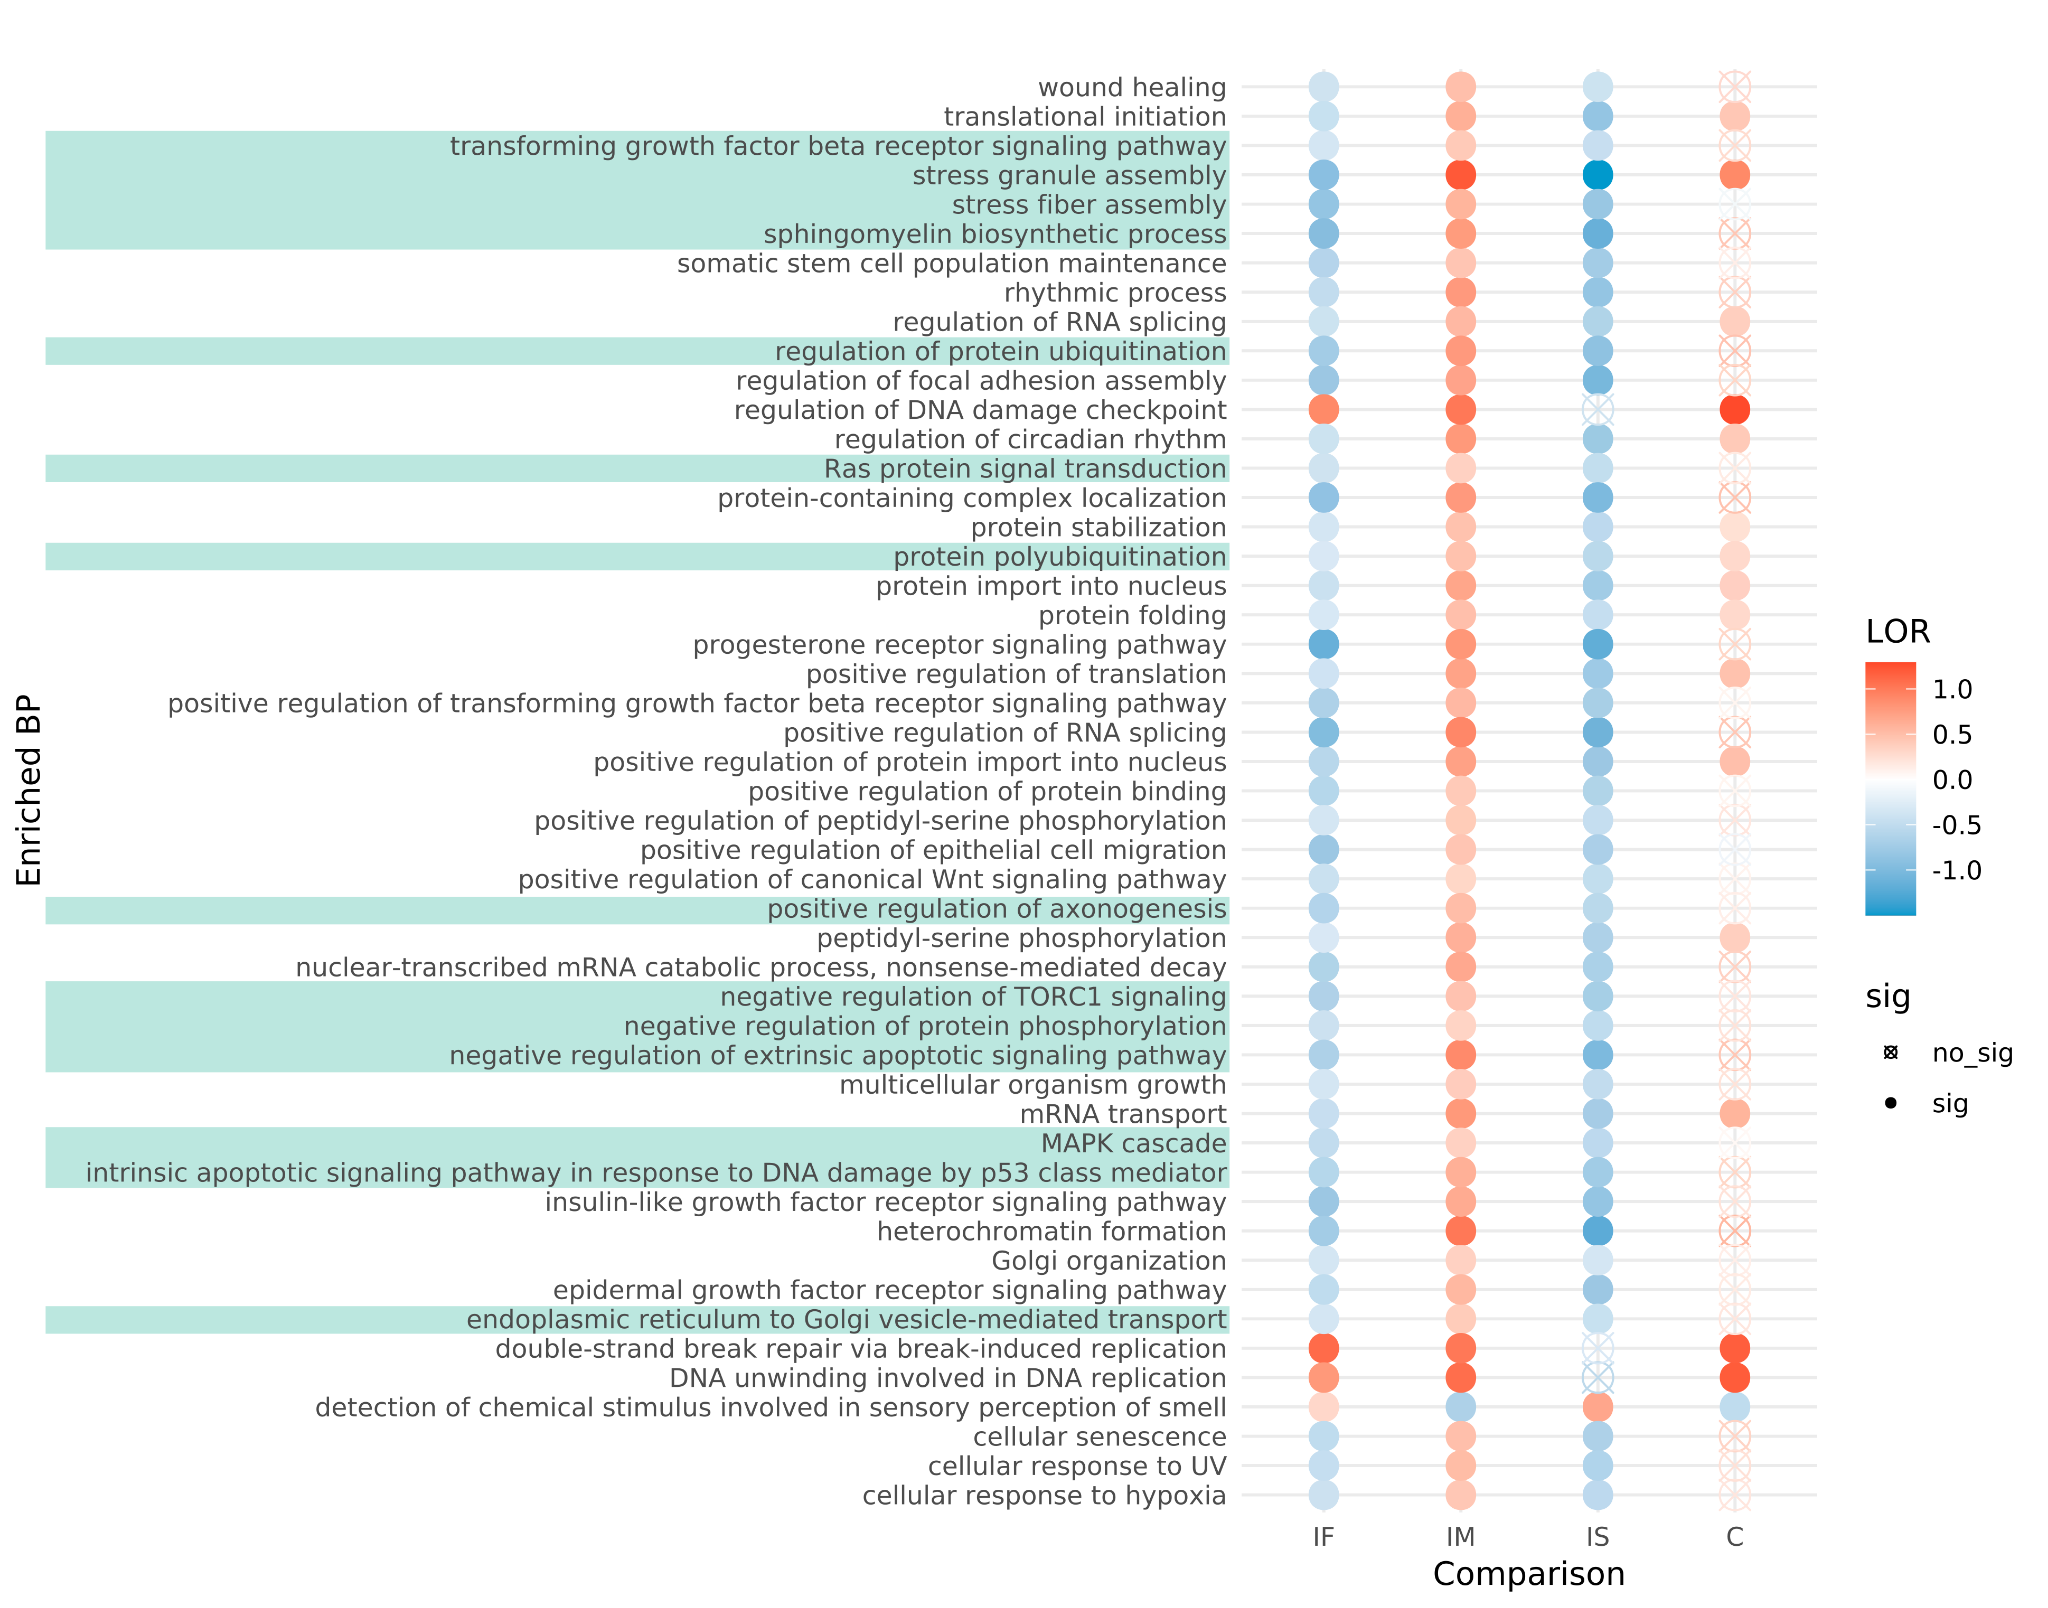 wound healing
translational initiation
transforming growth factor beta receptor signaling pathway
stress granule assembly
stress fiber assembly
sphingomyelin biosynthetic process
somatic stem cell population maintenance
rhythmic process
regulation of RNA splicing
regulation of protein ubiquitination
regulation of focal adhesion assembly
regulation of DNA damage checkpoint
regulation of circadian rhythm
Ras protein signal transduction
protein-containing complex localization
protein stabilization
protein polyubiquitination
protein import into nucleus
protein folding
progesterone receptor signaling pathway
positive regulation of translation
positive regulation of transforming growth factor beta receptor signaling pathway
positive regulation of RNA splicing
positive regulation of protein import into nucleus
positive regulation of protein binding
positive regulation of peptidyl-serine phosphorylation
positive regulation of epithelial cell migration
positive regulation of canonical Wnt signaling pathway
positive regulation of axonogenesis
peptidyl-serine phosphorylation
nuclear-transcribed mRNA catabolic process, nonsense-mediated decay
negative regulation of TORC1 signaling
negative regulation of protein phosphorylation
negative regulation of extrinsic apoptotic signaling pathway
multicellular organism growth
mRNA transport
MAPK cascade
intrinsic apoptotic signaling pathway in response to DNA damage by p53 class mediator
insulin-like growth factor receptor signaling pathway
heterochromatin formation
Golgi organization
epidermal growth factor receptor signaling pathway
endoplasmic reticulum to Golgi vesicle-mediated transport
double-strand break repair via break-induced replication
DNA unwinding involved in DNA replication
detection of chemical stimulus involved in sensory perception of smell
cellular senescence
cellular response to UV
cellular response to hypoxia
Enriched BP
IF IM IS C
Comparison
LOR
1.0
0.5
0.0
-0.5
-1.0
sig
no_sig
sig